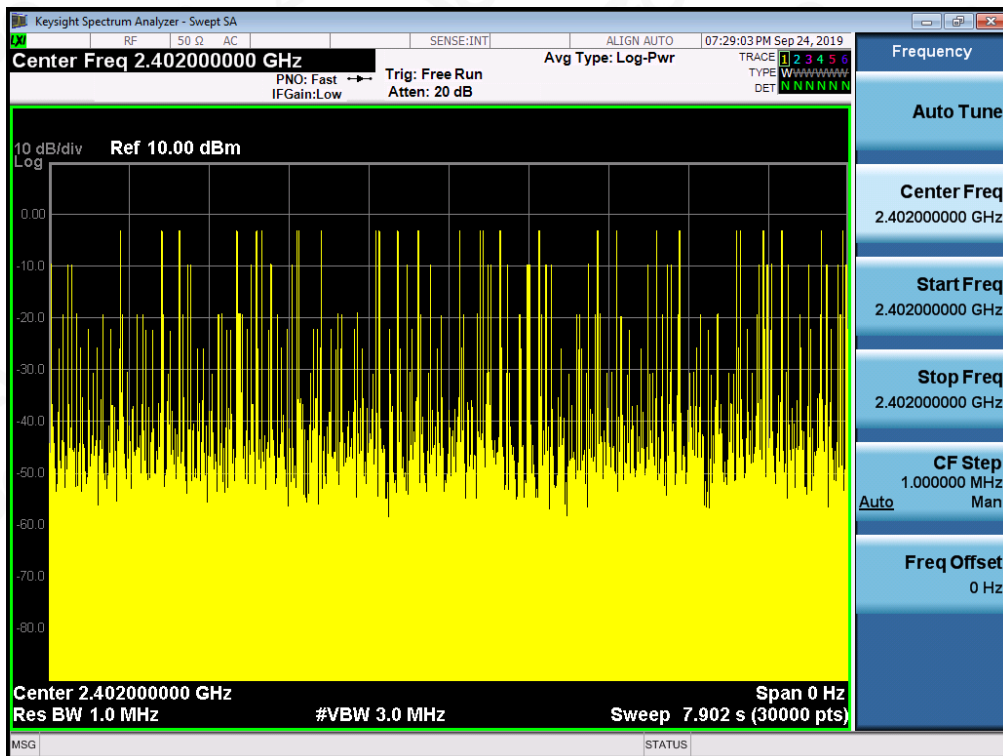 Keysight Spectrum Analyzer - Swept SA
LXI RF 50 Ω AC SENSE:INT ALIGN AUTO 07:29:03 PM Sep 24, 2019
Center Freq 2.402000000 GHz
PNO: Fast
IFGain:Low
Trig: Free Run
Atten: 20 dB
Avg Type: Log-Pwr
TRACE 1 2 3 4 5 6
TYPE WWWWWW
DET N N N N N N
10 dB/div Ref 10.00 dBm
Log
0.00
-10.0
-20.0
-30.0
-40.0
-50.0
-60.0
-70.0
-80.0
Center 2.402000000 GHz Span 0 Hz
Res BW 1.0 MHz #VBW 3.0 MHz Sweep 7.902 s (30000 pts)
MSG STATUS
Frequency
Auto Tune
Center Freq
2.402000000 GHz
Start Freq
2.402000000 GHz
Stop Freq
2.402000000 GHz
CF Step
1.000000 MHz
Auto Man
Freq Offset
0 Hz